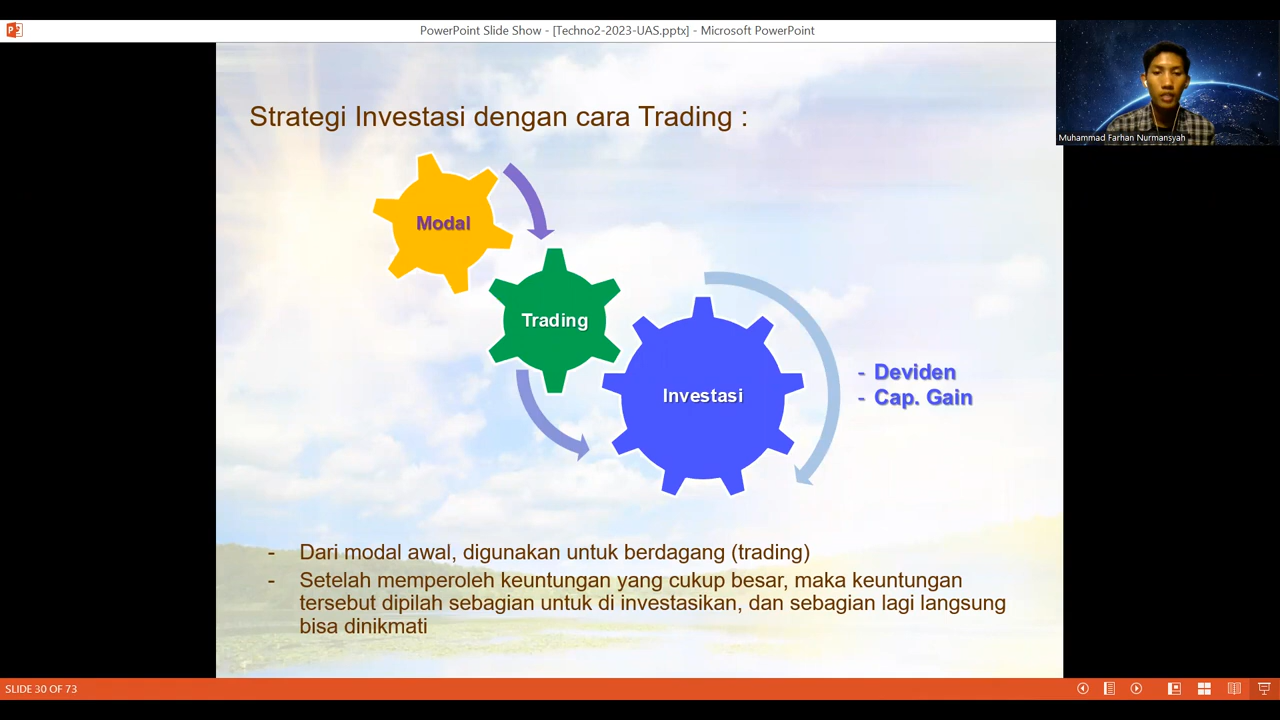 PowerPoint Slide Show - [Techno2-2023-UAS.pptx] - Microsoft PowerPoint
Muhammad Farhan Nurmansyah
Strategi Investasi dengan cara Trading :
Modal
Trading
Investasi
- Deviden
- Cap. Gain
- Dari modal awal, digunakan untuk berdagang (trading)
- Setelah memperoleh keuntungan yang cukup besar, maka keuntungan
tersebut dipilah sebagian untuk di investasikan, dan sebagian lagi langsung
bisa dinikmati
SLIDE 30 OF 73